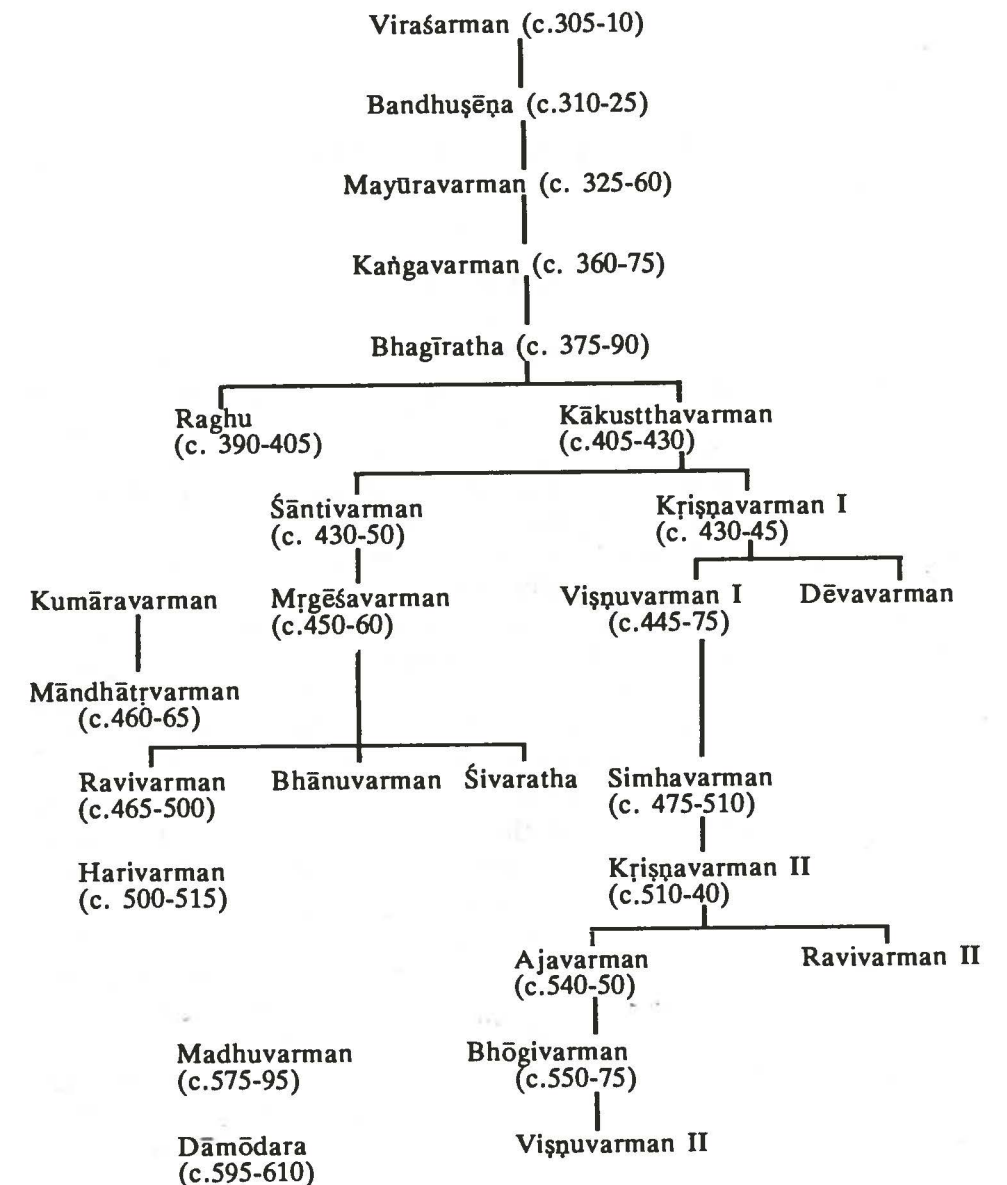 Viraśarman (c.305-10)
Bandhuṣēṇa (c.310-25)
Mayūravarman (c. 325-60)
Kaṅgavarman (c. 360-75)
Bhagīratha (c. 375-90)
Raghu
(c. 390-405)
Kākustthavarman
(c.405-430)
Śāntivarman
(c. 430-50)
Kṛiṣṇavarman I
(c. 430-45)
Kumāravarman
Mṛgēśavarman
(c.450-60)
Viṣṇuvarman I
(c.445-75)
Dēvavarman
Māndhātṛvarman
(c.460-65)
Ravivarman
(c.465-500)
Bhānuvarman
Śivaratha
Simhavarman
(c. 475-510)
Harivarman
(c. 500-515)
Kṛiṣṇavarman II
(c.510-40)
Ajavarman
(c.540-50)
Ravivarman II
Madhuvarman
(c.575-95)
Bhōgivarman
(c.550-75)
Dāmōdara
(c.595-610)
Viṣṇuvarman II